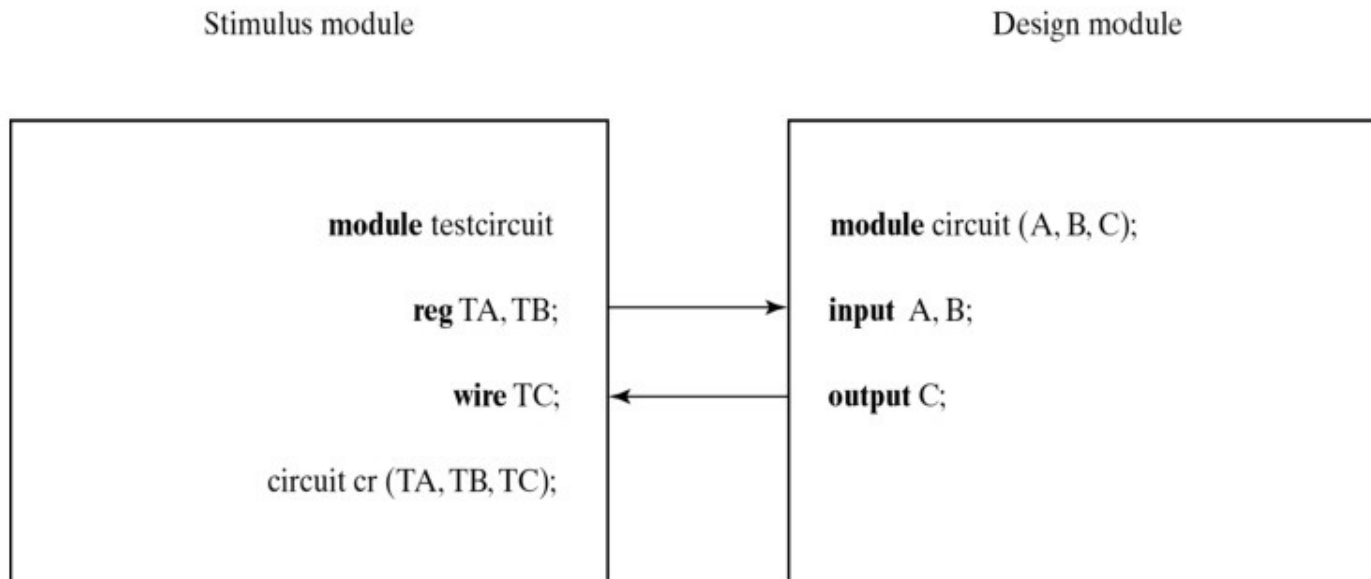 Stimulus module
Design module
module testcircuit
reg TA, TB;
wire TC;
circuit cr (TA, TB, TC);
module circuit (A, B, C);
input A, B;
output C;